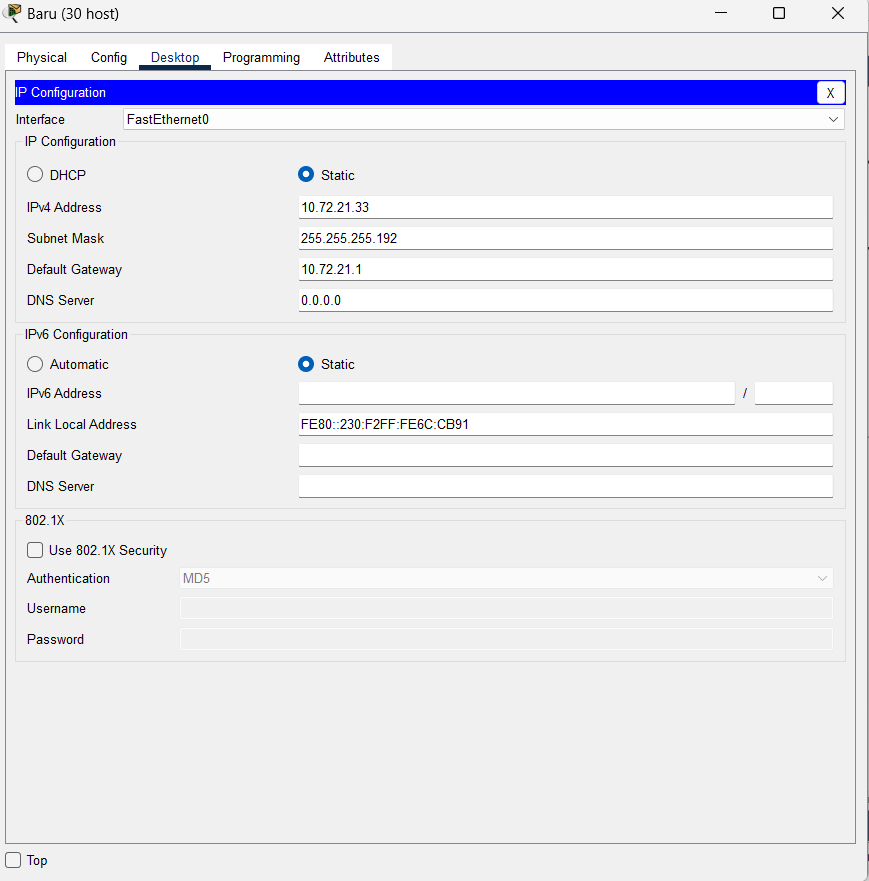 Baru (30 host)
Physical Config Desktop Programming Attributes
IP Configuration X
Interface FastEthernet0
IP Configuration
DHCP Static
IPv4 Address 10.72.21.33
Subnet Mask 255.255.255.192
Default Gateway 10.72.21.1
DNS Server 0.0.0.0
IPv6 Configuration
Automatic Static
IPv6 Address /
Link Local Address FE80::230:F2FF:FE6C:CB91
Default Gateway
DNS Server
802.1X
Use 802.1X Security
Authentication MD5
Username
Password
Top